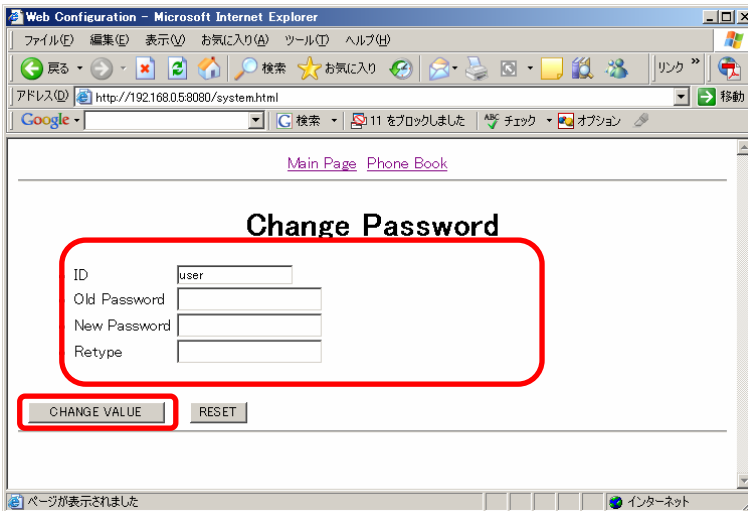 Web Configuration - Microsoft Internet Explorer
ファイル(F) 編集(E) 表示(V) お気に入り(A) ツール(T) ヘルプ(H)
戻る 検索 お気に入り リンク »
アドレス(D) http://192.168.0.5:8080/system.html 移動
Google 検索 11 をブロックしました ABC チェック オプション
Main Page Phone Book
Change Password
ID user
Old Password
New Password
Retype
CHANGE VALUE RESET
ページが表示されました インターネット